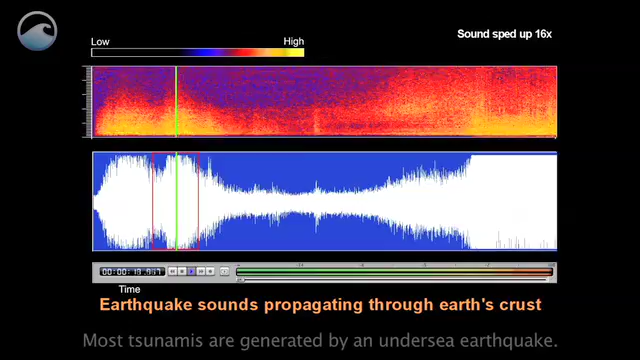 Sound sped up 16x
Low
High
Time
Earthquake sounds propagating through earth's crust
Most tsunamis are generated by an undersea earthquake.